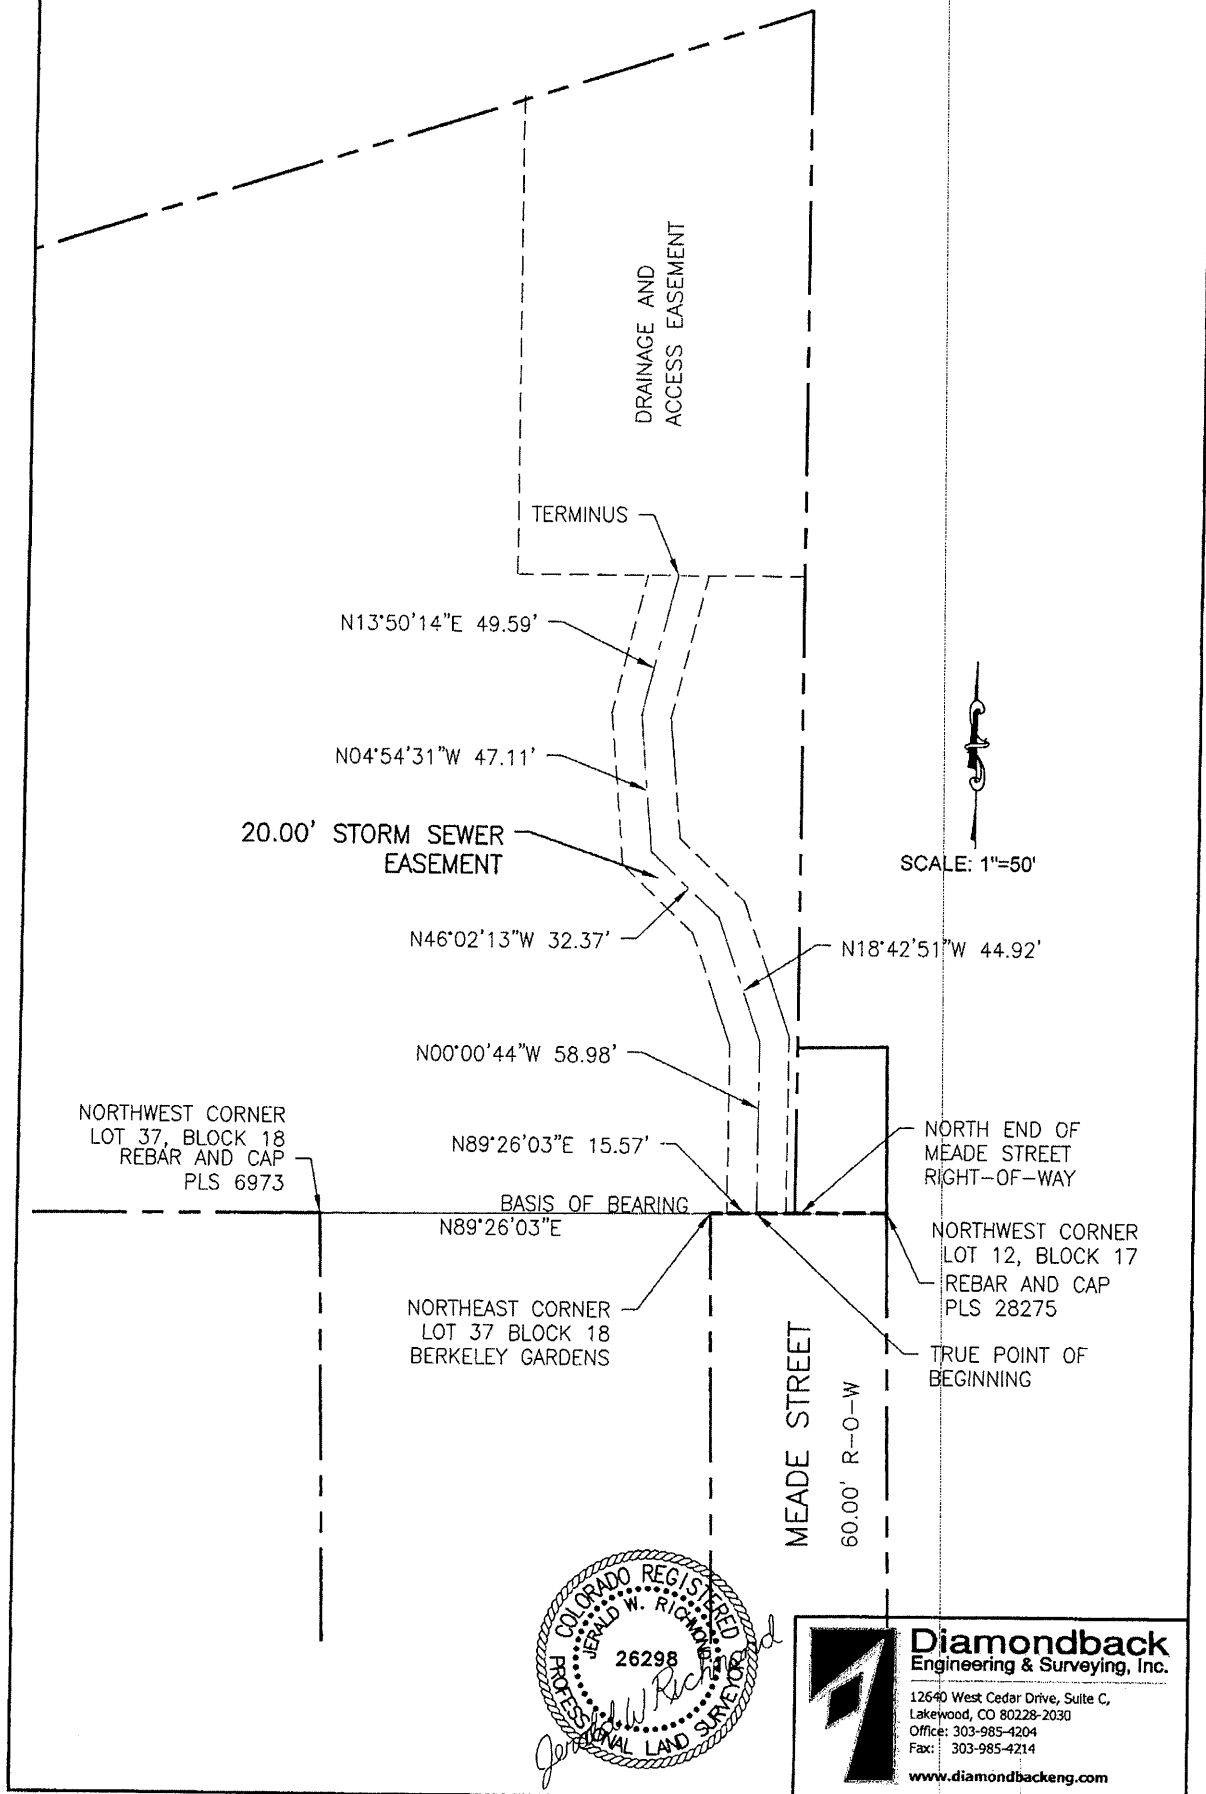 DRAINAGE AND
ACCESS EASEMENT
TERMINUS
N13°50'14"E 49.59'
N04°54'31"W 47.11'
20.00' STORM SEWER
EASEMENT
SCALE: 1"=50'
N46°02'13"W 32.37'
N18°42'51"W 44.92'
N00°00'44"W 58.98'
NORTHWEST CORNER
LOT 37, BLOCK 18
REBAR AND CAP
PLS 6973
N89°26'03"E 15.57'
NORTH END OF
MEADE STREET
RIGHT-OF-WAY
BASIS OF BEARING
N89°26'03"E
NORTHWEST CORNER
LOT 12, BLOCK 17
REBAR AND CAP
PLS 28275
NORTHEAST CORNER
LOT 37 BLOCK 18
BERKELEY GARDENS
TRUE POINT OF
BEGINNING
MEADE STREET
60.00' R-O-W
COLORADO REGISTERED
JERALD W. RICHMOND
26298
PROFESSIONAL LAND SURVEYOR
Jerald W Richmond
Diamondback
Engineering & Surveying, Inc.
12640 West Cedar Drive, Suite C,
Lakewood, CO 80228-2030
Office: 303-985-4204
Fax: 303-985-4214
www.diamondbackeng.com